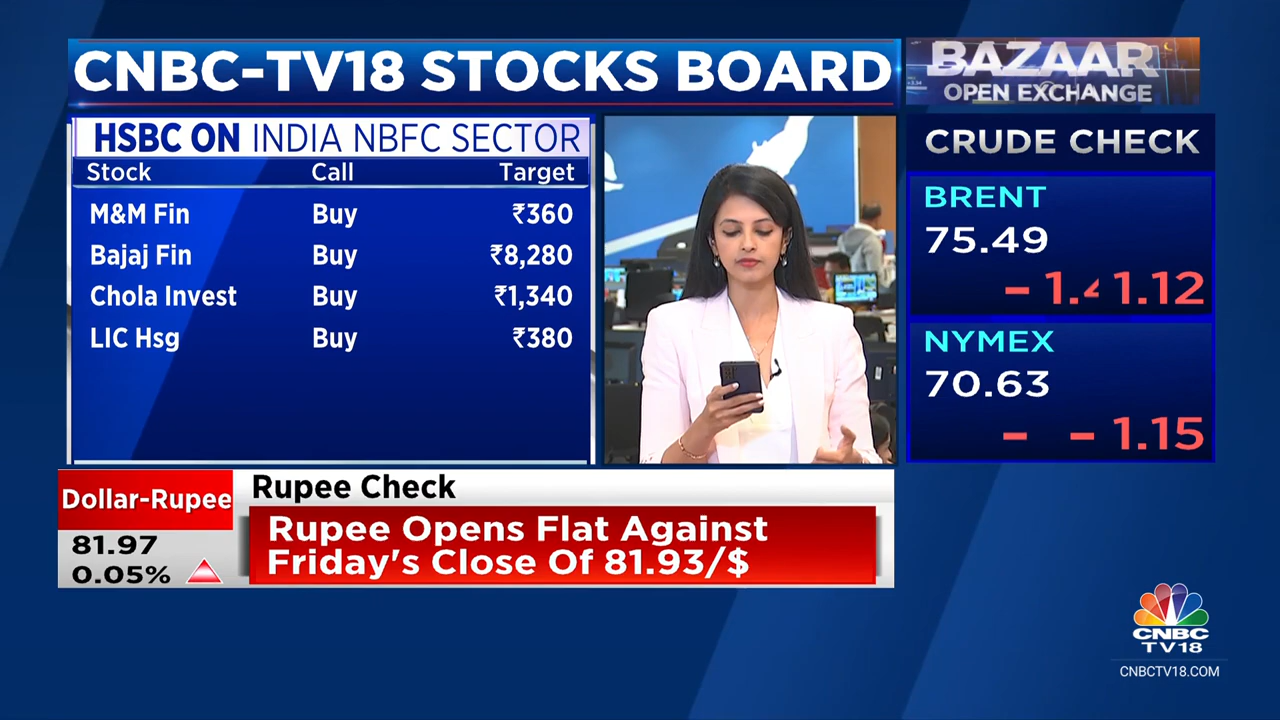 CNBC-TV18 STOCKS BOARD
BAZAAR
OPEN EXCHANGE
HSBC ON INDIA NBFC SECTOR
Stock Call Target
M&M Fin Buy ₹360
Bajaj Fin Buy ₹8,280
Chola Invest Buy ₹1,340
LIC Hsg Buy ₹380
CRUDE CHECK
BRENT
75.49
- 1.12
NYMEX
70.63
- - 1.15
Dollar-Rupee
81.97
0.05%
Rupee Check
Rupee Opens Flat Against
Friday's Close Of 81.93/$
CNBC
TV18
CNBCTV18.COM